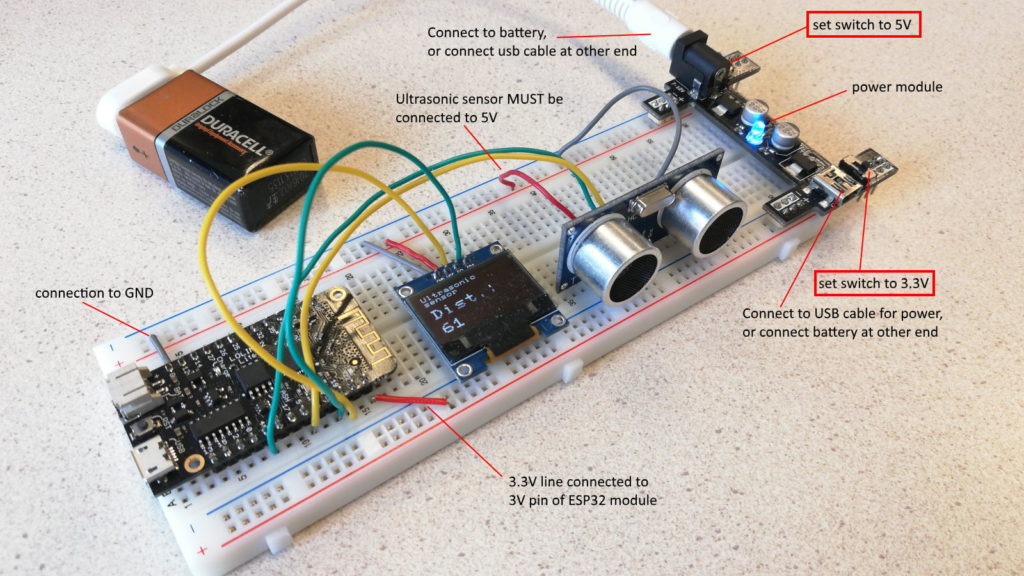 Connect to battery,
or connect usb cable at other end
set switch to 5V
power module
Ultrasonic sensor MUST be
connected to 5V
DURALOCK
DURACELL
connection to GND
Ultrasonic
sensor
Dist.:
61
set switch to 3.3V
Connect to USB cable for power,
or connect battery at other end
3.3V line connected to
3V pin of ESP32 module